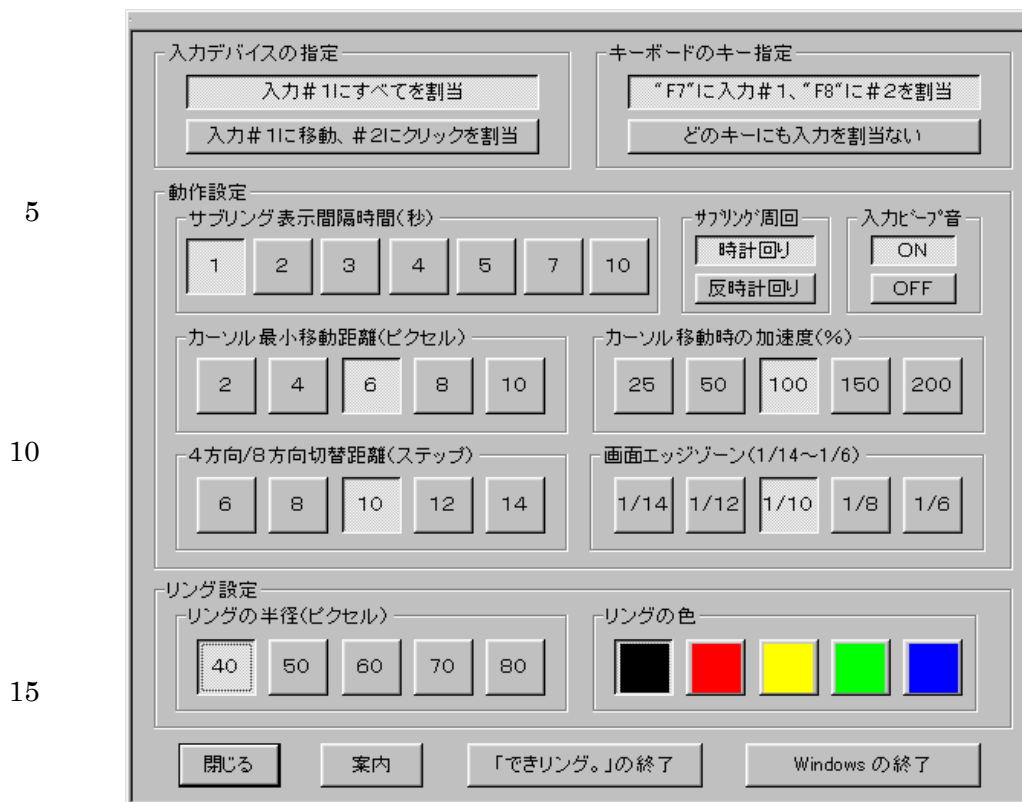 入力デバイスの指定
キーボードのキー指定
入力#1にすべてを割当
“F7”に入力#1、“F8”に#2を割当
入力#1に移動、#2にクリックを割当
どのキーにも入力を割当ない
動作設定
5
サブリング表示間隔時間(秒)
サブリング周回
入力ビープ音
1 2 3 4 5 7 10
時計回り
ON
反時計回り
OFF
カーソル最小移動距離(ピクセル)
カーソル移動時の加速度(%)
2 4 6 8 10
25 50 100 150 200
10
4方向/8方向切替距離(ステップ)
画面エッジゾーン(1/14~1/6)
6 8 10 12 14
1/14 1/12 1/10 1/8 1/6
リング設定
リングの半径(ピクセル)
リングの色
40 50 60 70 80
15
閉じる
案内
「できリング。」の終了
Windows の終了